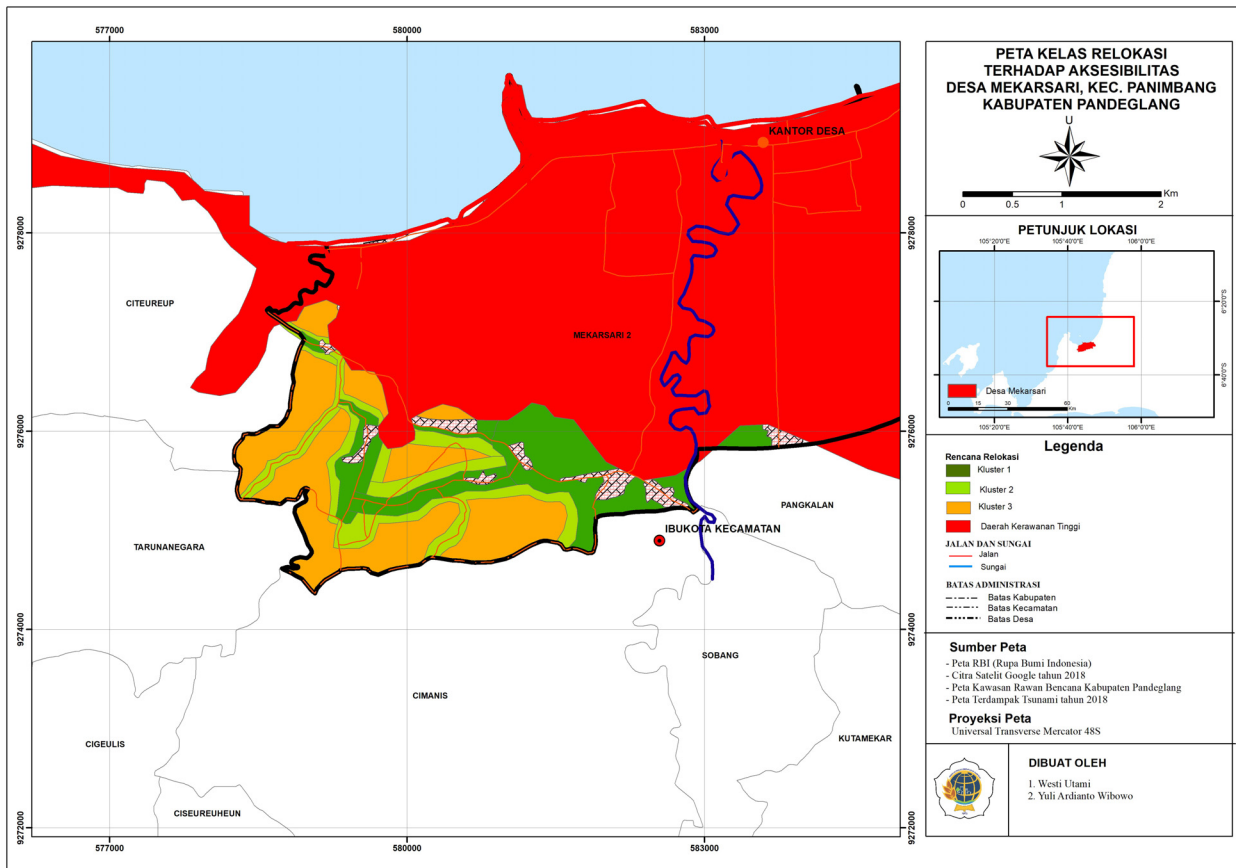 577000
580000
583000
9278000
9276000
9274000
9272000
9278000
9276000
9274000
9272000
577000
580000
583000
KANTOR DESA
CITEUREUP
MEKARSARI 2
PANGKALAN
IBUKOTA KECAMATAN
TARUNANEGARA
SOBANG
CIMANIS
CIGEULIS
KUTAMEKAR
CISEUREUHEUN
PETA KELAS RELOKASI
TERHADAP AKSESIBILITAS
DESA MEKARSARI, KEC. PANIMBANG
KABUPATEN PANDEGLANG
U
Km
0 0.5 1 2
PETUNJUK LOKASI
105°20'0"E 105°40'0"E 106°0'0"E
6°20'0"S
6°40'0"S
Desa Mekarsari
0 15 30 60
Km
105°20'0"E 105°40'0"E 106°0'0"E
Legenda
Rencana Relokasi
Kluster 1
Kluster 2
Kluster 3
Daerah Kerawanan Tinggi
JALAN DAN SUNGAI
Jalan
Sungai
BATAS ADMINISTRASI
Batas Kabupaten
Batas Kecamatan
Batas Desa
Sumber Peta
- Peta RBI (Rupa Bumi Indonesia)
- Citra Satelit Google tahun 2018
- Peta Kawasan Rawan Bencana Kabupaten Pandeglang
- Peta Terdampak Tsunami tahun 2018
Proyeksi Peta
Universal Transverse Mercator 48S
DIBUAT OLEH
1. Westi Utami
2. Yuli Ardianto Wibowo